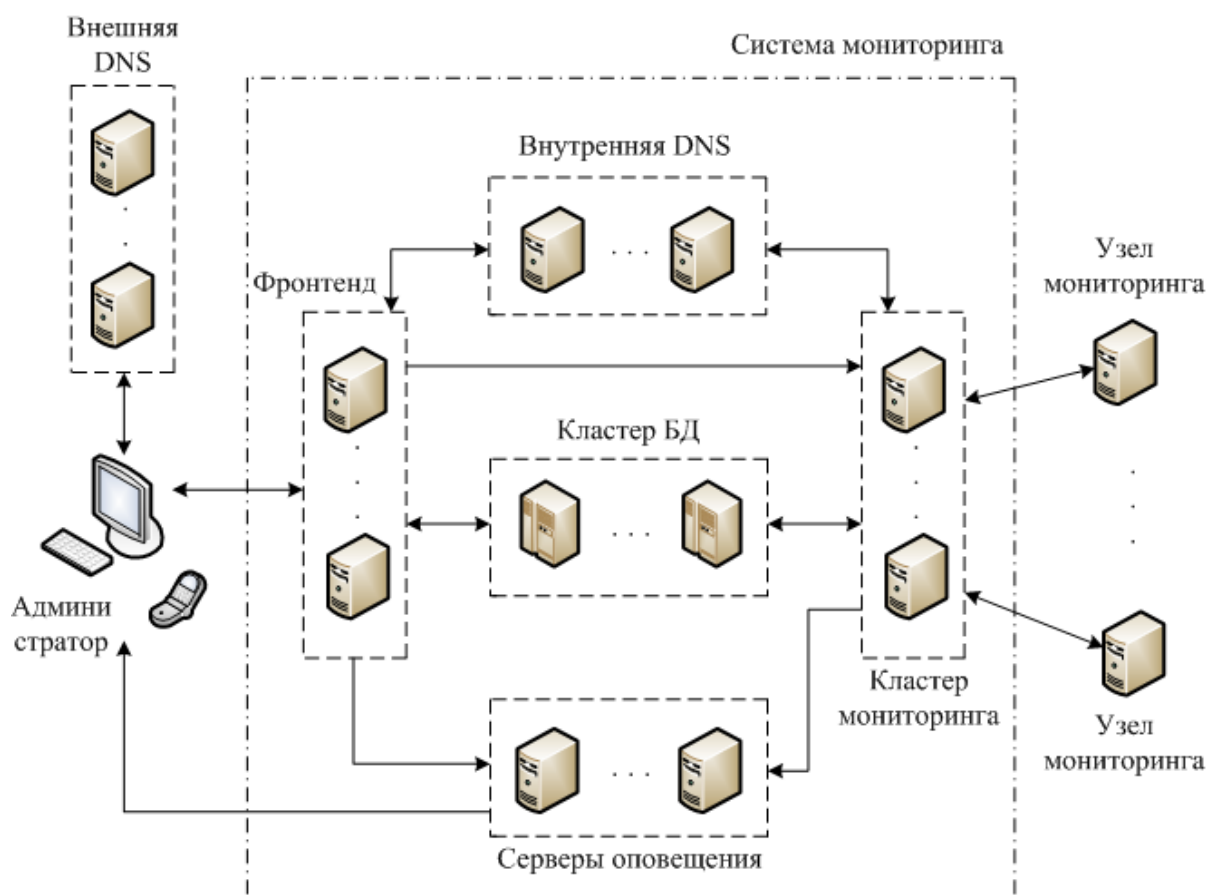 Внешняя
DNS
Система мониторинга
Внутренняя DNS
Фронтенд
Узел
мониторинга
Кластер БД
Админи
стратор
Кластер
мониторинга
Узел
мониторинга
Серверы оповещения